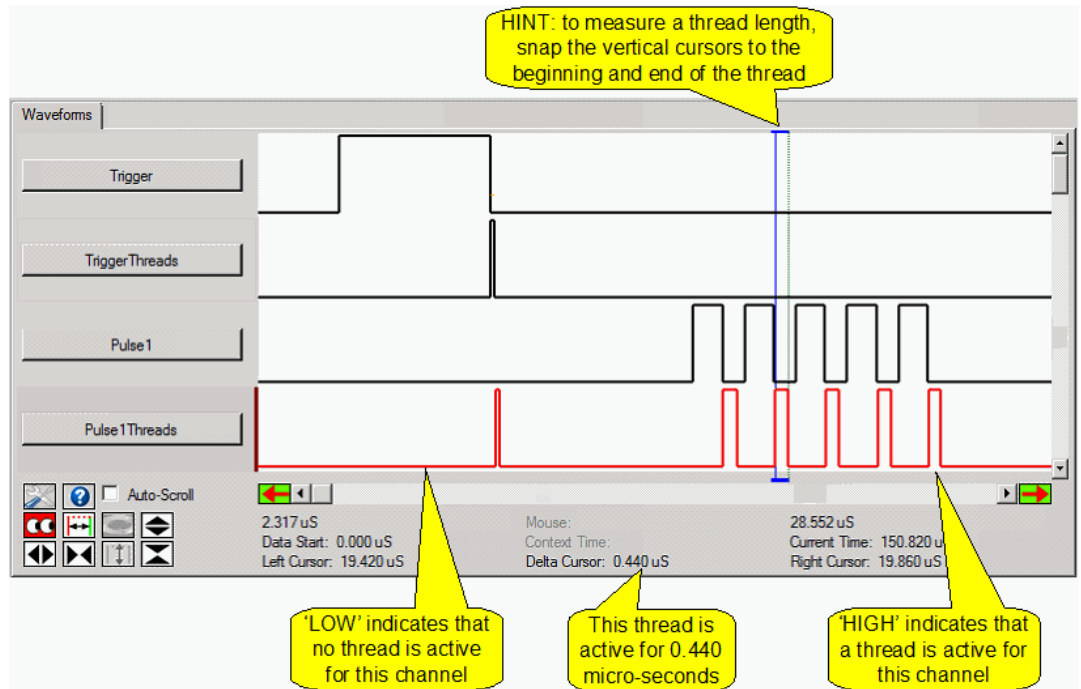 HINT: to measure a thread length,
snap the vertical cursors to the
beginning and end of the thread
Waveforms
Trigger
TriggerThreads
Pulse1
Pulse1Threads
Auto-Scroll
2.317 uS
Mouse:
28.552 uS
Data Start: 0.000 uS
Context Time:
Current Time: 150.820 u
Left Cursor: 19.420 uS
Delta Cursor: 0.440 uS
Right Cursor: 19.860 uS
'LOW' indicates that
no thread is active
for this channel
This thread is
active for 0.440
micro-seconds
'HIGH' indicates that
a thread is active for
this channel